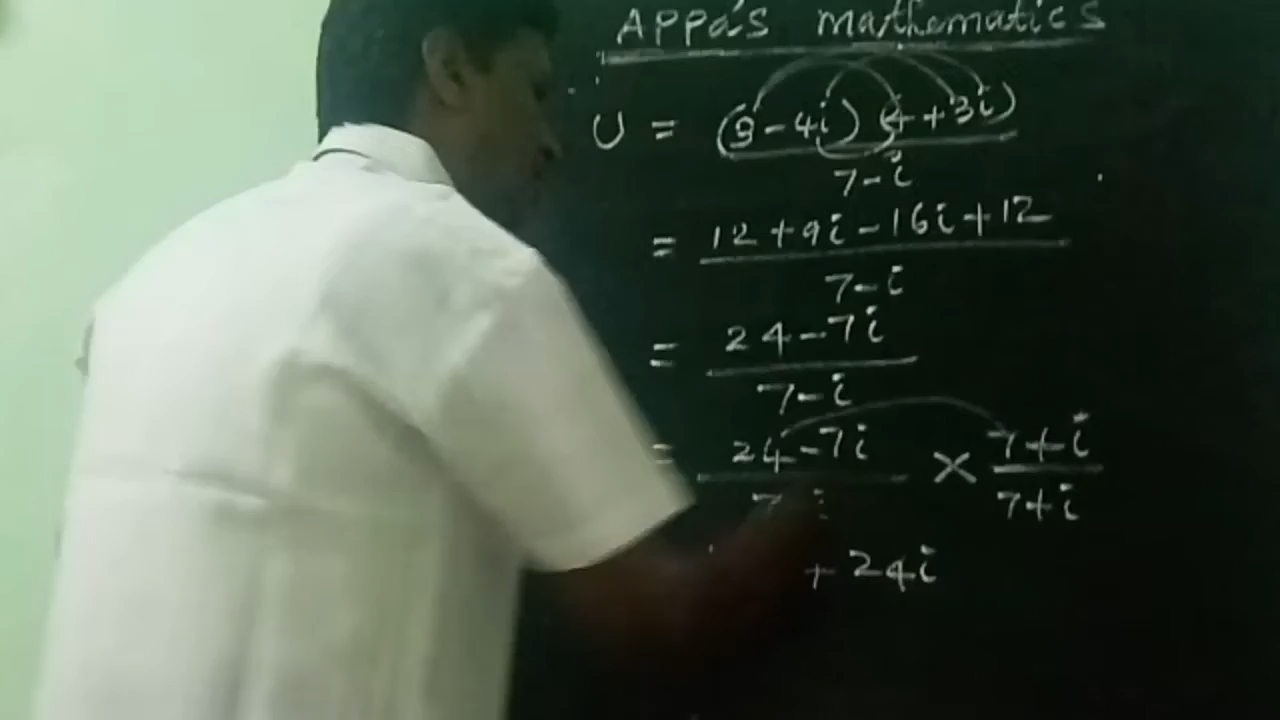 APPA's mathematics
U = (3-4i) (4+3i)
7-i
= 12+9i-16i+12
7-i
= 24-7i
7-i
= 24-7i × 7+i
7-i 7+i
+24i